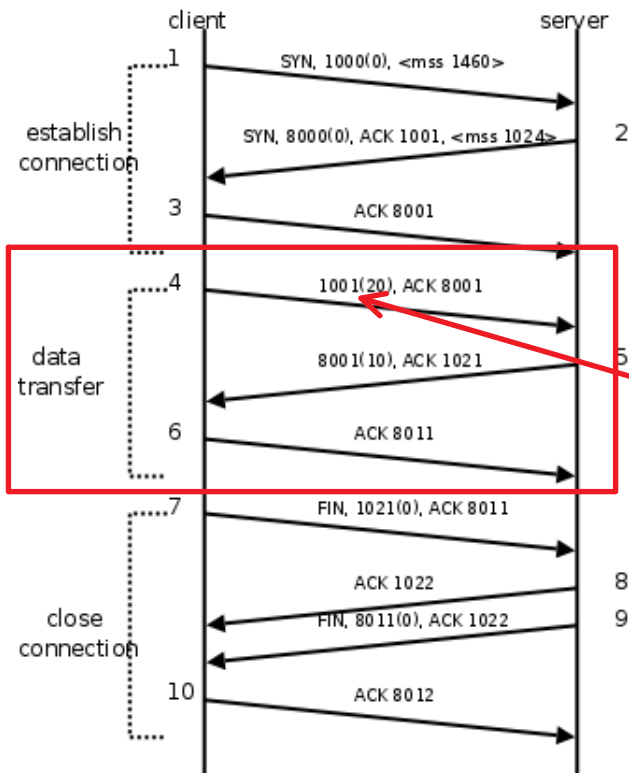 client server
1 SYN, 1000(0), <mss 1460>
establish connection
SYN, 8000(0), ACK 1001, <mss 1024> 2
3 ACK 8001
4 1001(20), ACK 8001
data transfer
8001(10), ACK 1021 5
6 ACK 8011
7 FIN, 1021(0), ACK 8011
close connection
ACK 1022 8
FIN, 8011(0), ACK 1022 9
10 ACK 8012